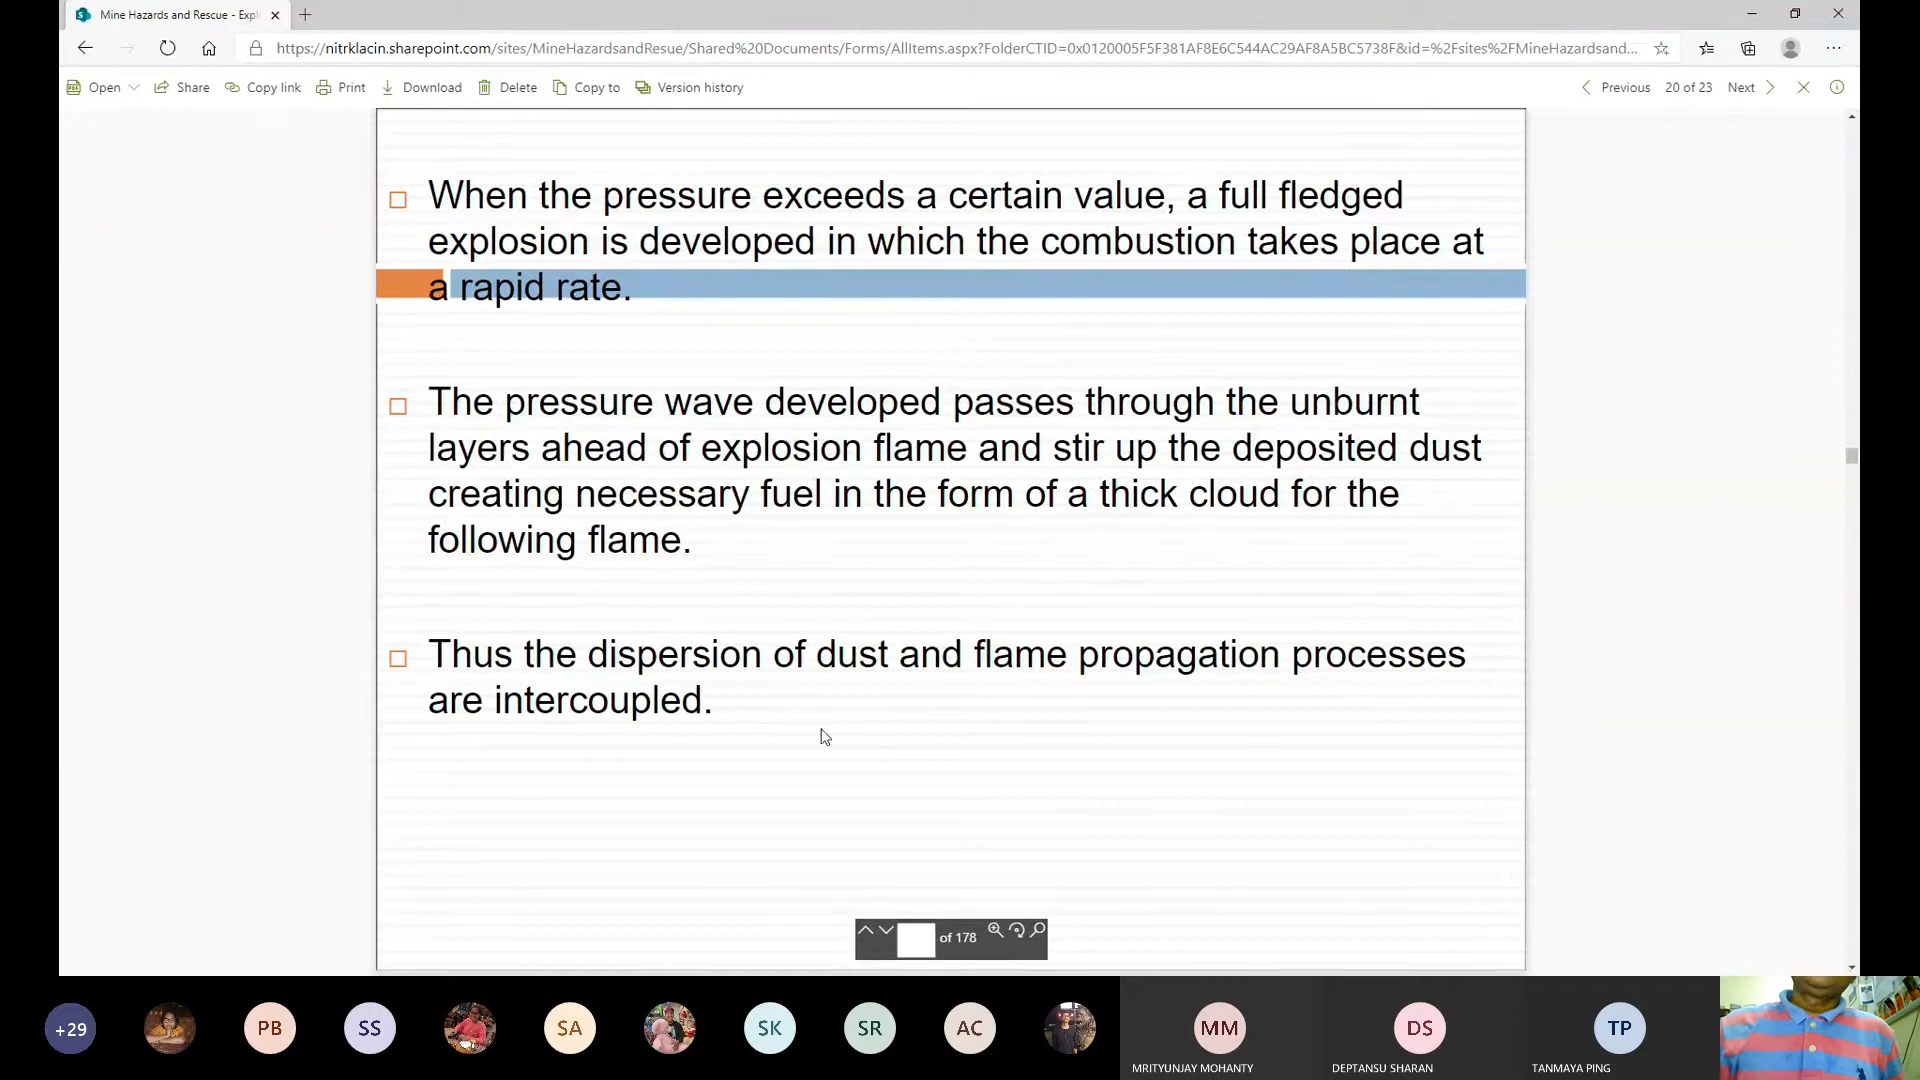 Mine Hazards and Rescue - Expl
https://nitrklacin.sharepoint.com/sites/MineHazardsandResue/Shared%20Documents/Forms/AllItems.aspx?FolderCTID=0x0120005F5F381AF8E6C544AC29AF8A5BC5738F&id=%2Fsites%2FMineHazardsand...
Open Share Copy link Print Download Delete Copy to Version history Previous 20 of 23 Next
When the pressure exceeds a certain value, a full fledged
explosion is developed in which the combustion takes place at
a rapid rate.
The pressure wave developed passes through the unburnt
layers ahead of explosion flame and stir up the deposited dust
creating necessary fuel in the form of a thick cloud for the
following flame.
Thus the dispersion of dust and flame propagation processes
are intercoupled.
of 178
+29 PB SS SA SK SR AC MM DS TP
MRITYUNJAY MOHANTY DEPTANSU SHARAN TANMAYA PING